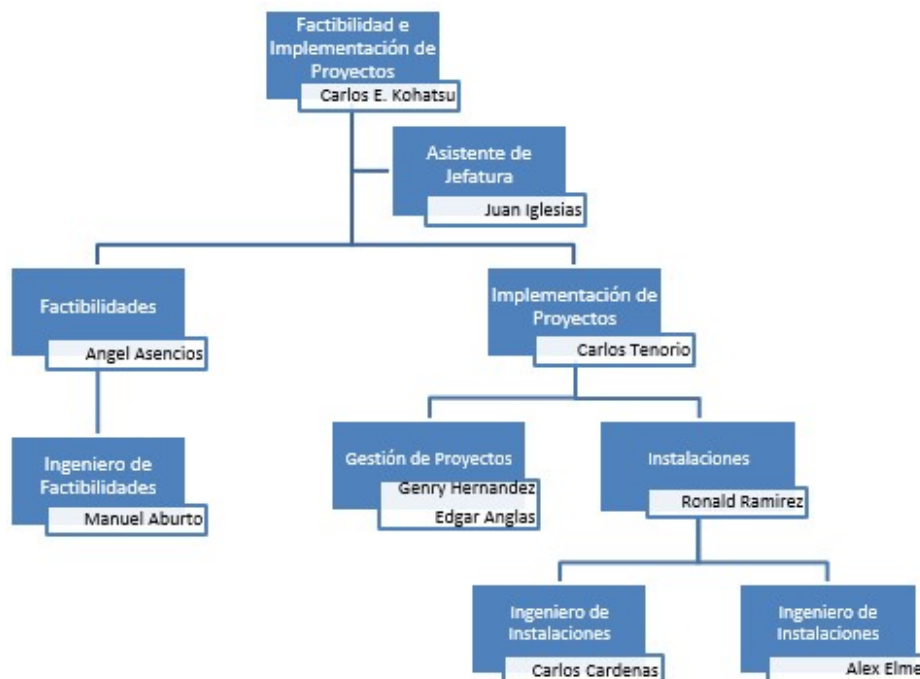 Factibilidad e
Implementación de
Proyectos
Carlos E. Kohatsu
Asistente de
Jefatura
Juan Iglesias
Factibilidades
Angel Asencios
Implementación de
Proyectos
Carlos Tenorio
Ingeniero de
Factibilidades
Manuel Aburto
Gestión de Proyectos
Genry Hernandez
Edgar Anglas
Instalaciones
Ronald Ramirez
Ingeniero de
Instalaciones
Carlos Cardenas
Ingeniero de
Instalaciones
Alex